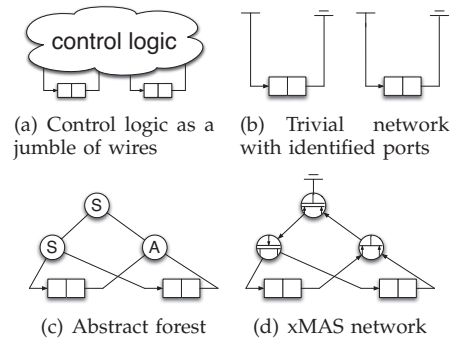 control logic
(a) Control logic as a
jumble of wires
(b) Trivial network
with identified ports
S
S
A
(c) Abstract forest
(d) xMAS network